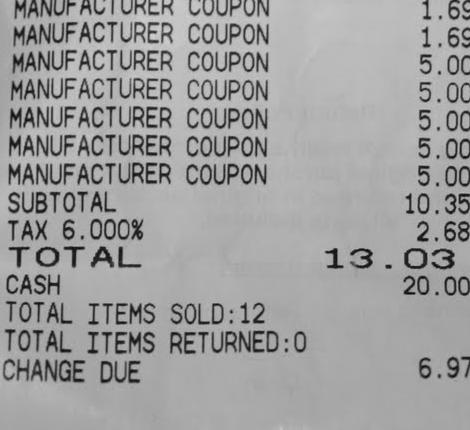 MANUFACTURER COUPON 1.69
MANUFACTURER COUPON 1.69
MANUFACTURER COUPON 5.00
MANUFACTURER COUPON 5.00
MANUFACTURER COUPON 5.00
MANUFACTURER COUPON 5.00
MANUFACTURER COUPON 5.00
SUBTOTAL 10.35
TAX 6.000% 2.68
TOTAL 13.03
CASH 20.00
TOTAL ITEMS SOLD:12
TOTAL ITEMS RETURNED:0
CHANGE DUE 6.97